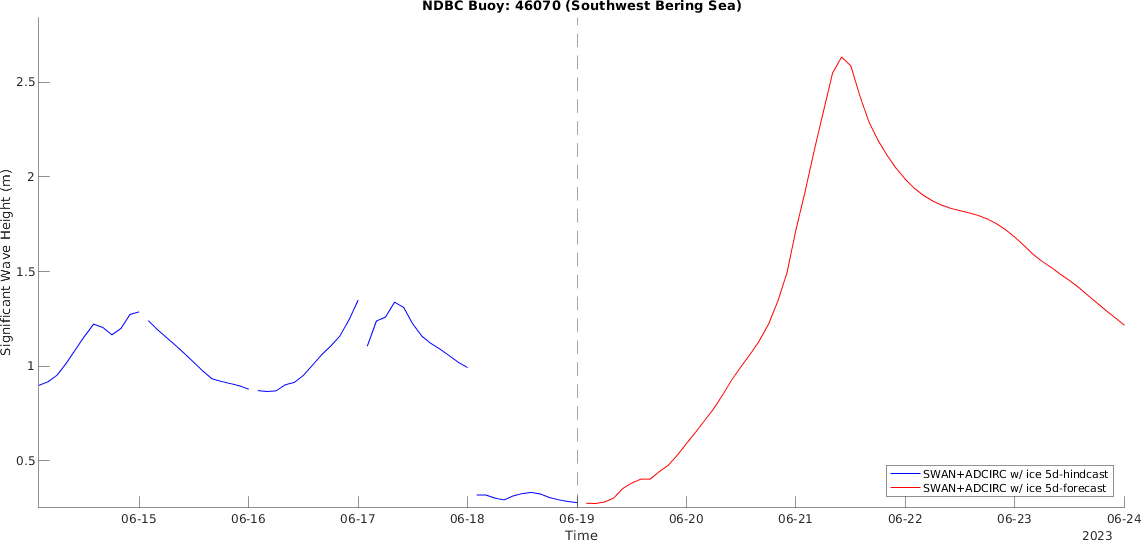 NDBC Buoy: 46070 (Southwest Bering Sea)
Significant Wave Height (m)
2.5
2
1.5
1
0.5
SWAN+ADCIRC w/ ice 5d-hindcast
SWAN+ADCIRC w/ ice 5d-forecast
06-15 06-16 06-17 06-18 06-19 06-20 06-21 06-22 06-23 06-24
Time
2023